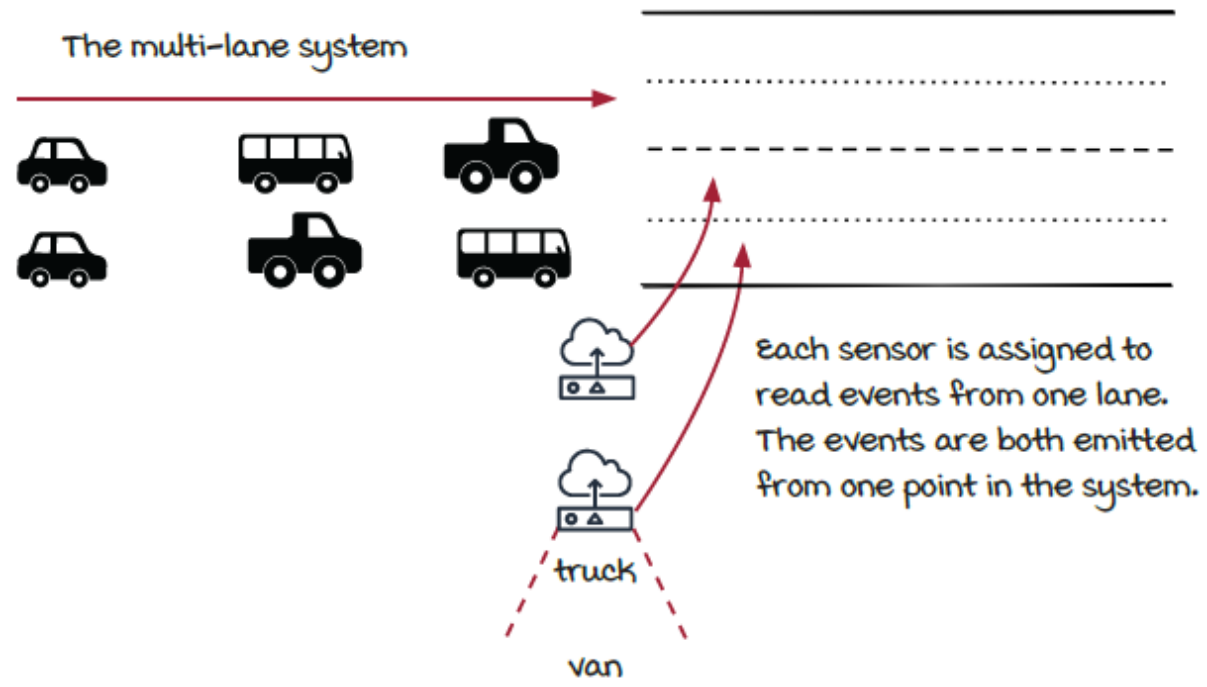 The multi-lane system
Each sensor is assigned to
read events from one lane.
The events are both emitted
from one point in the system.
truck
van